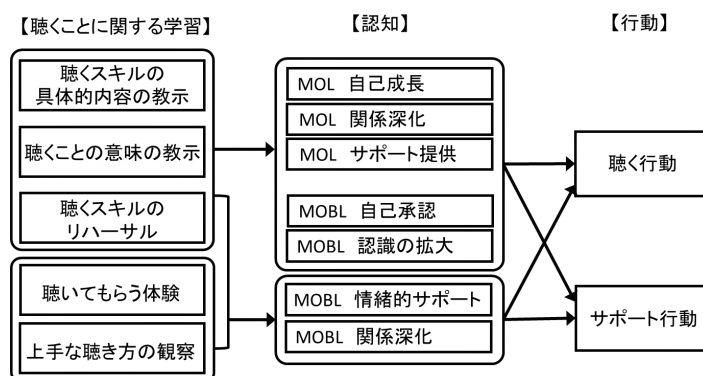 【聴くことに関する学習】
【認知】
【行動】
聴くスキルの
具体的内容の教示
聴くことの意味の教示
聴くスキルの
リハーサル
聴いてもらう体験
上手な聴き方の観察
MOL 自己成長
MOL 関係深化
MOL サポート提供
MOBL 自己承認
MOBL 認識の拡大
MOBL 情緒的サポート
MOBL 関係深化
聴く行動
サポート行動